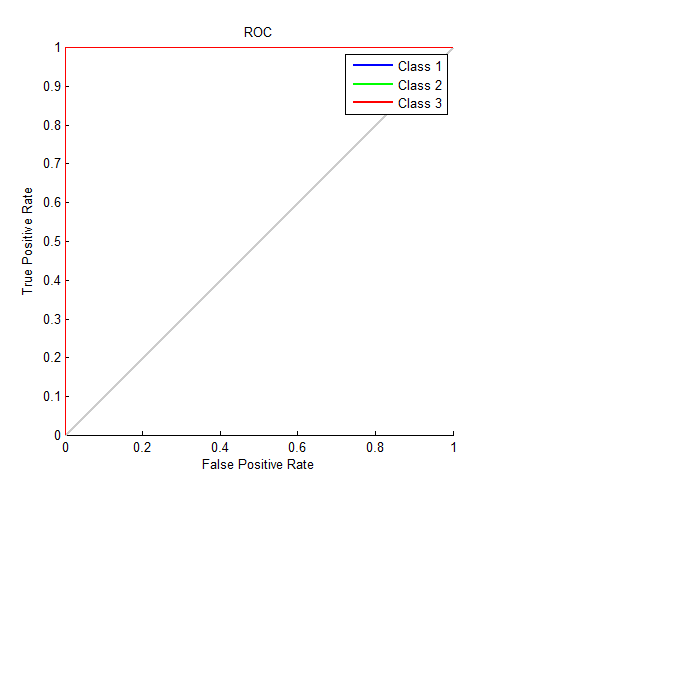 ROC
Class 1
Class 2
Class 3
True Positive Rate
1
0.9
0.8
0.7
0.6
0.5
0.4
0.3
0.2
0.1
0
0 0.2 0.4 0.6 0.8 1
False Positive Rate